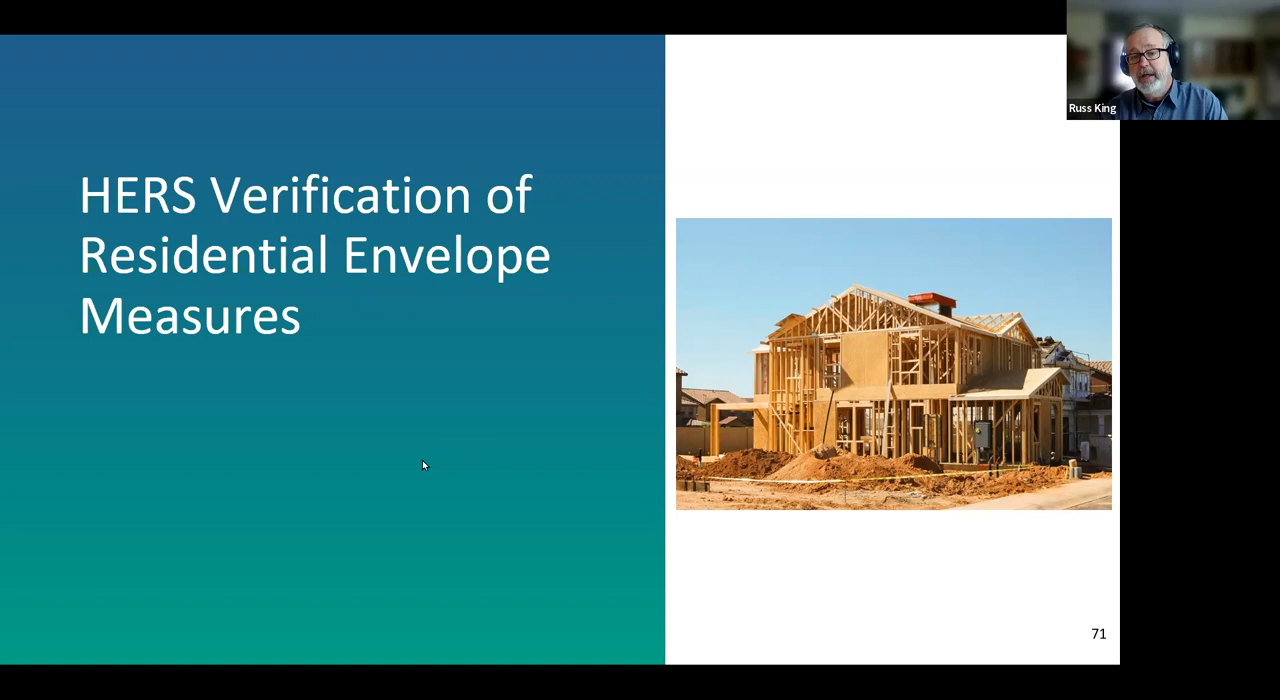 Russ King
HERS Verification of
Residential Envelope
Measures
71